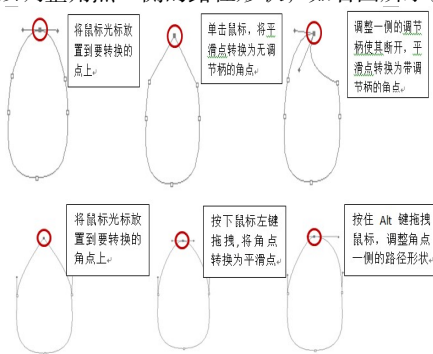 将鼠标光标放
置到要转换的
点上
单击鼠标，将平
滑点转换为无调
节柄的角点。
调整一侧的调节
柄使其断开，平
滑点转换为带调
节柄的角点。
将鼠标光标放
置到要转换的
角点上
按下鼠标左键
拖拽，将角点
转换为平滑点
按住 Alt 键拖拽
鼠标，调整角点
一侧的路径形状